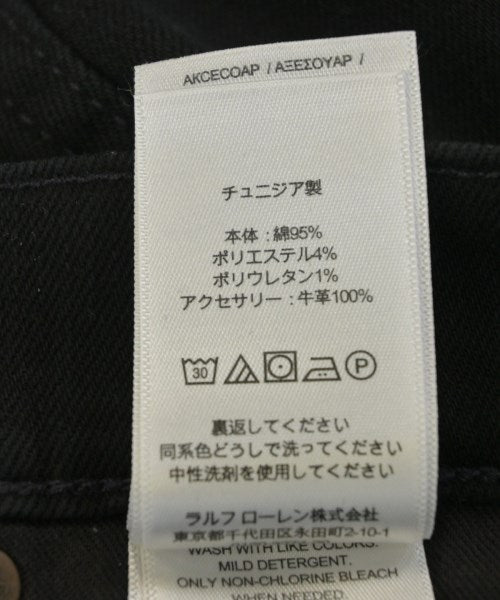 АКСЕСОАР / ΑΞΕΣΟΥΑΡ /
チュニジア製
本体 : 綿95%
ポリエステル4%
ポリウレタン1%
アクセサリー : 牛革100%
30 P
裏返してください
同系色どうしで洗ってください
中性洗剤を使用してください
ラルフ ローレン株式会社
東京都千代田区永田町2-10-1
WASH WITH LIKE COLORS.
MILD DETERGENT.
ONLY NON-CHLORINE BLEACH
WHEN NEEDED.